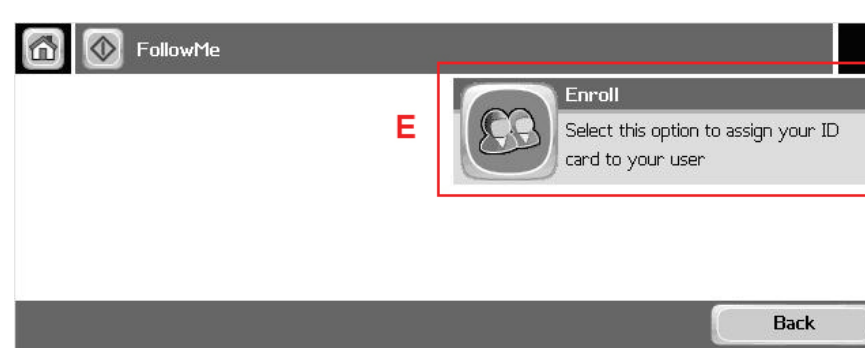 FollowMe
E
Enroll
Select this option to assign your ID
card to your user
Back